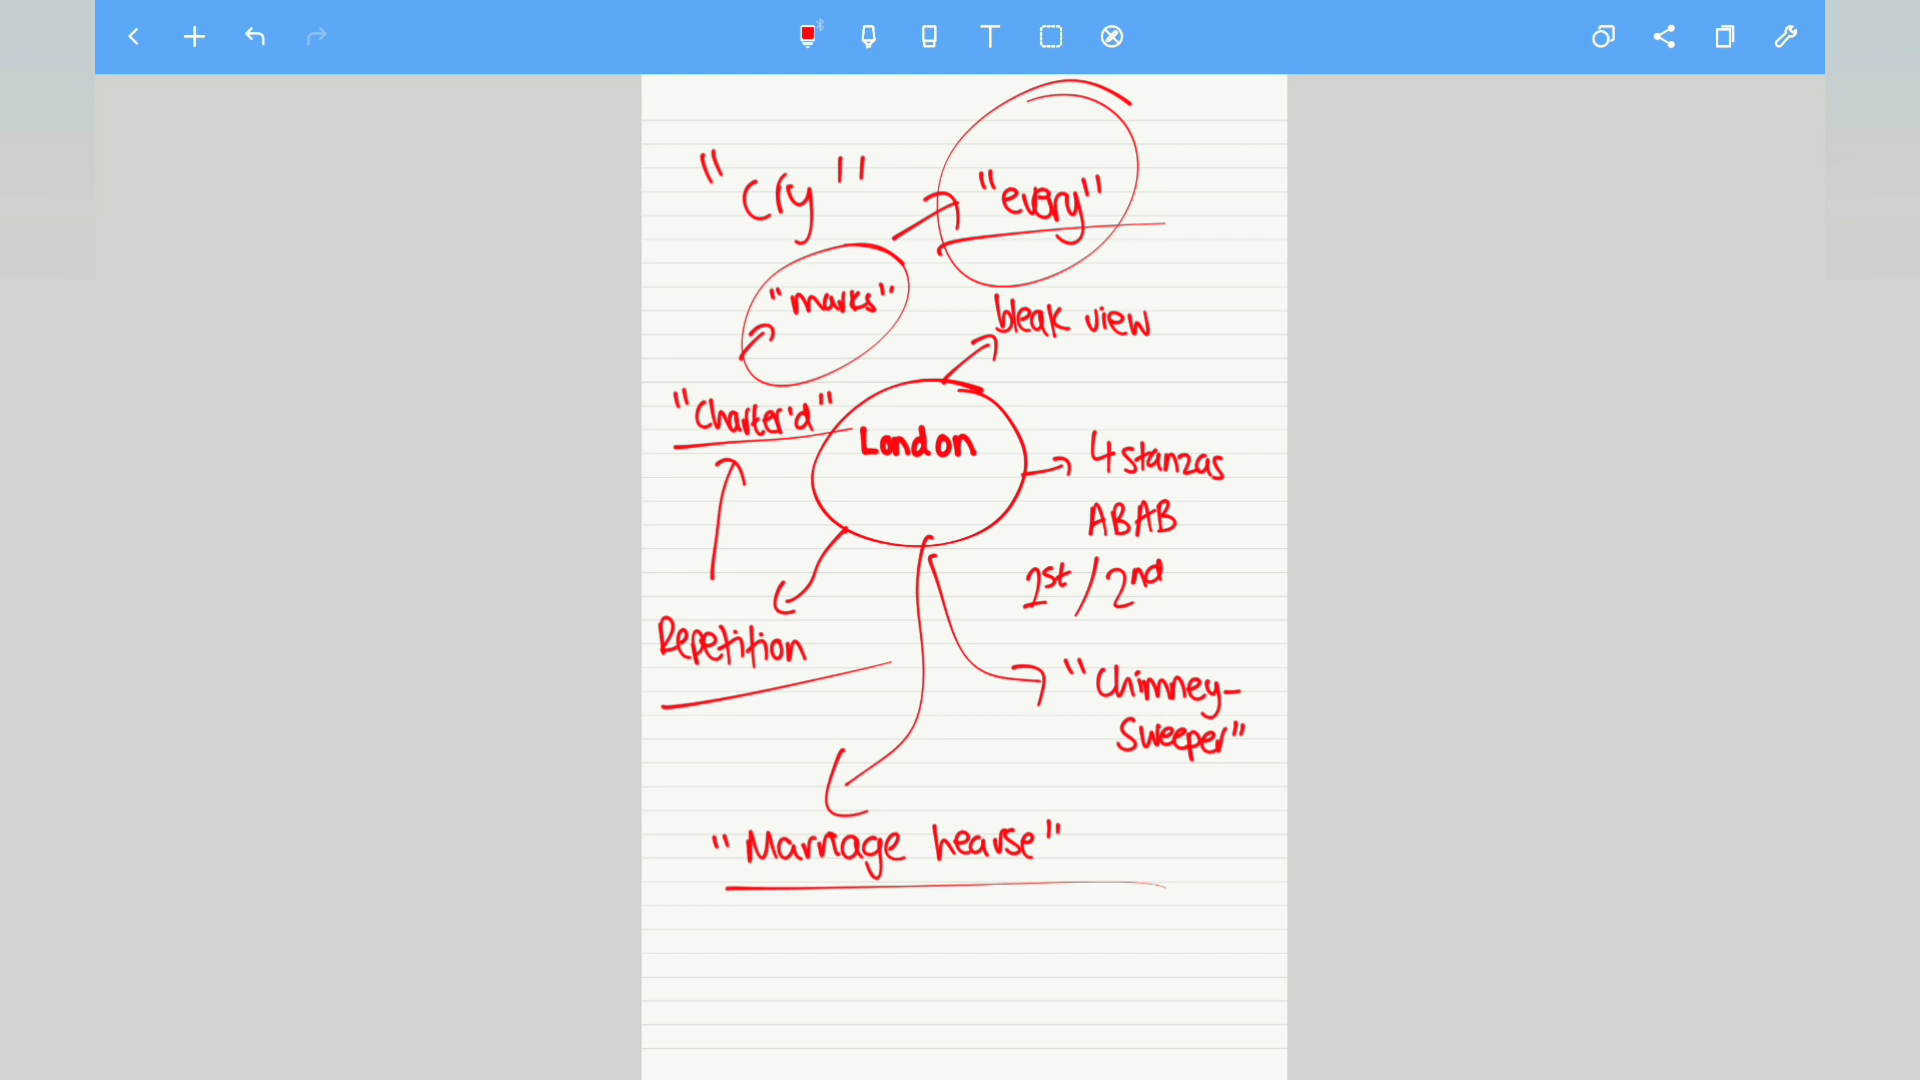 "Cry"
"every"
"marks"
bleak view
"Charter'd"
London
4 stanzas
ABAB
1st/2nd
Repetition
"Chimney-
Sweeper"
"Marriage hearse"